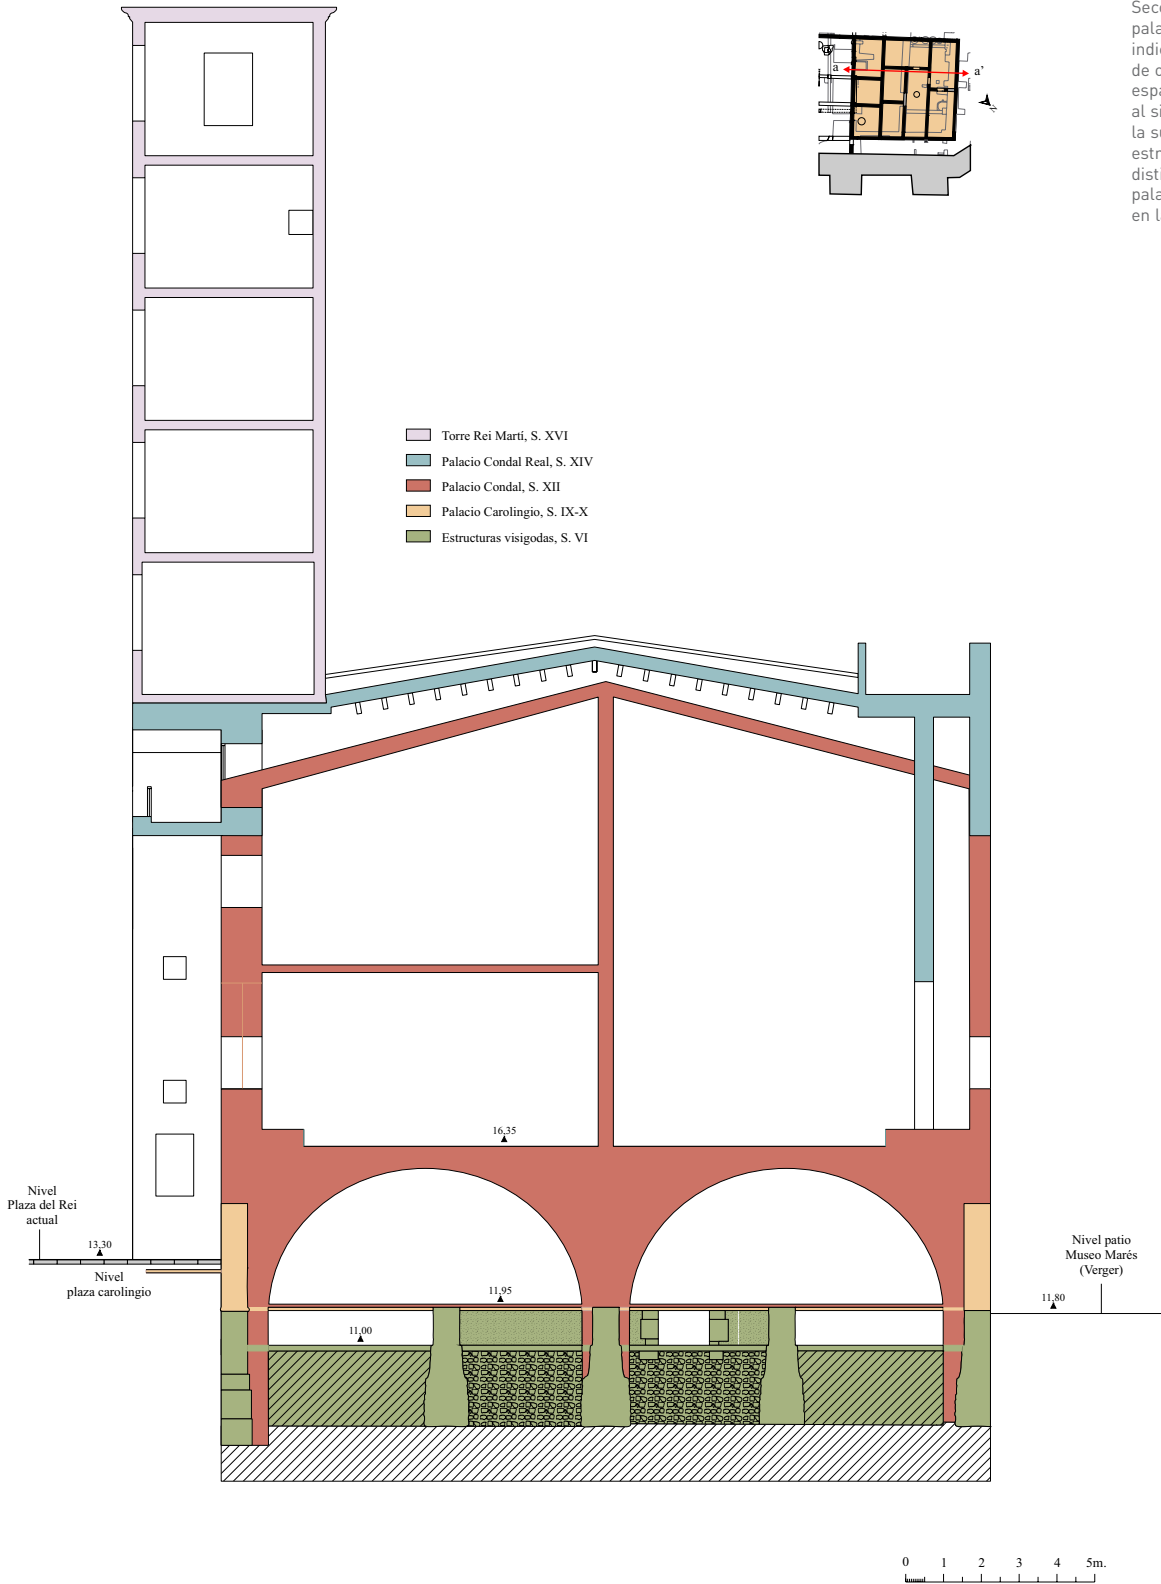 a
a’
N
Torre Rei Martí, S. XVI
Palacio Condal Real, S. XIV
Palacio Condal, S. XII
Palacio Carolingio, S. IX-X
Estructuras visigodas, S. VI
16,35
Nivel
Plaza del Rei
actual
13,30
Nivel
plaza carolingio
11,95
11,00
Nivel patio
Museo Marés
(Verger)
11,80
0 1 2 3 4 5m.